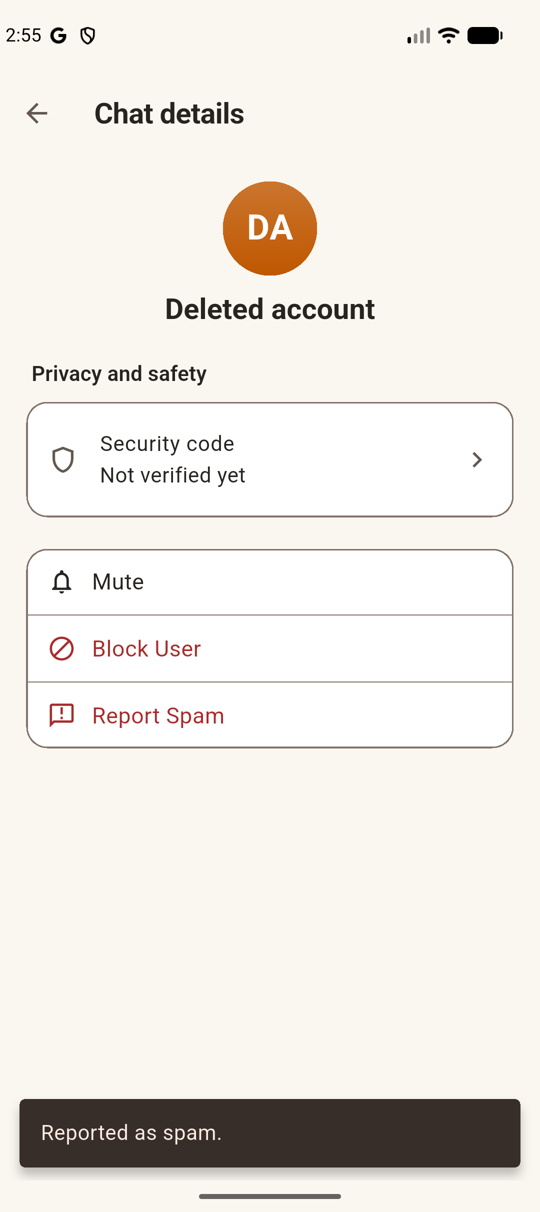 2:55
Chat details
DA
Deleted account
Privacy and safety
Security code
Not verified yet
Mute
Block User
Report Spam
Reported as spam.